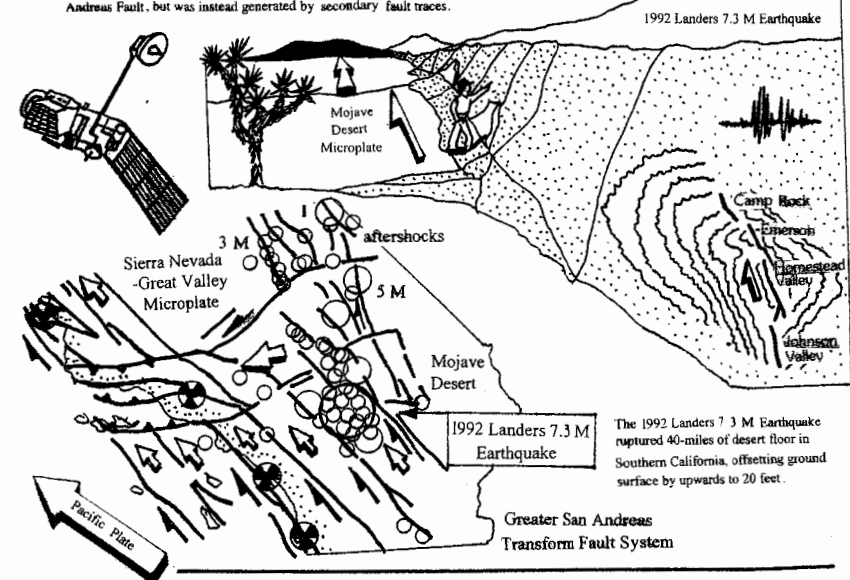 Andreas Fault, but was instead generated by secondary fault traces.
1992 Landers 7.3 M Earthquake
Mojave
Desert
Microplate
Camp Rock
Emerson
Homestead
Valley
Johnson
Valley
1
aftershocks
3 M
Sierra Nevada
-Great Valley
Microplate
5 M
Mojave
Desert
1992 Landers 7.3 M
Earthquake
The 1992 Landers 7 3 M Earthquake
ruptured 40-miles of desert floor in
Southern California, offsetting ground
surface by upwards to 20 feet.
Pacific Plate
Greater San Andreas
Transform Fault System